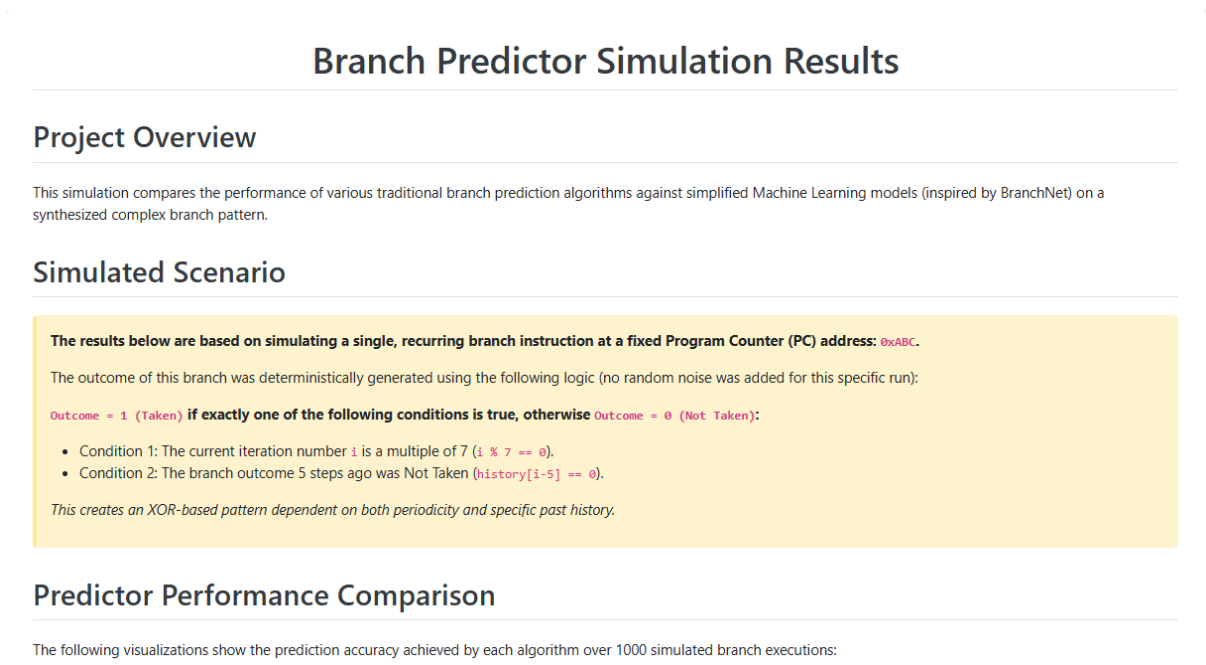 Branch Predictor Simulation Results
Project Overview
This simulation compares the performance of various traditional branch prediction algorithms against simplified Machine Learning models (inspired by BranchNet) on a
synthesized complex branch pattern.
Simulated Scenario
The results below are based on simulating a single, recurring branch instruction at a fixed Program Counter (PC) address: 0xABC.
The outcome of this branch was deterministically generated using the following logic (no random noise was added for this specific run):
Outcome = 1 (Taken) if exactly one of the following conditions is true, otherwise Outcome = 0 (Not Taken):
• Condition 1: The current iteration number i is a multiple of 7 (i % 7 == 0).
• Condition 2: The branch outcome 5 steps ago was Not Taken (history[i-5] == 0).
This creates an XOR-based pattern dependent on both periodicity and specific past history.
Predictor Performance Comparison
The following visualizations show the prediction accuracy achieved by each algorithm over 1000 simulated branch executions: